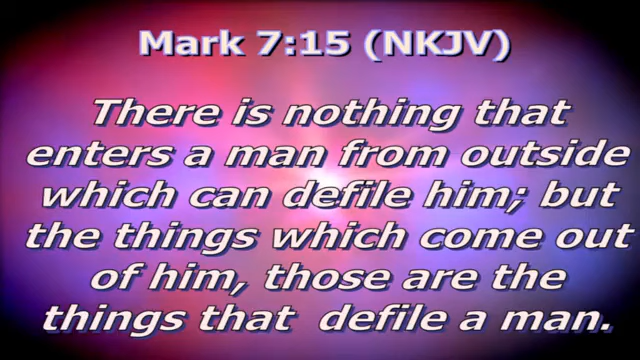 Mark 7:15 (NKJV)
There is nothing that
enters a man from outside
which can defile him; but
the things which come out
of him, those are the
things that  defile a man.